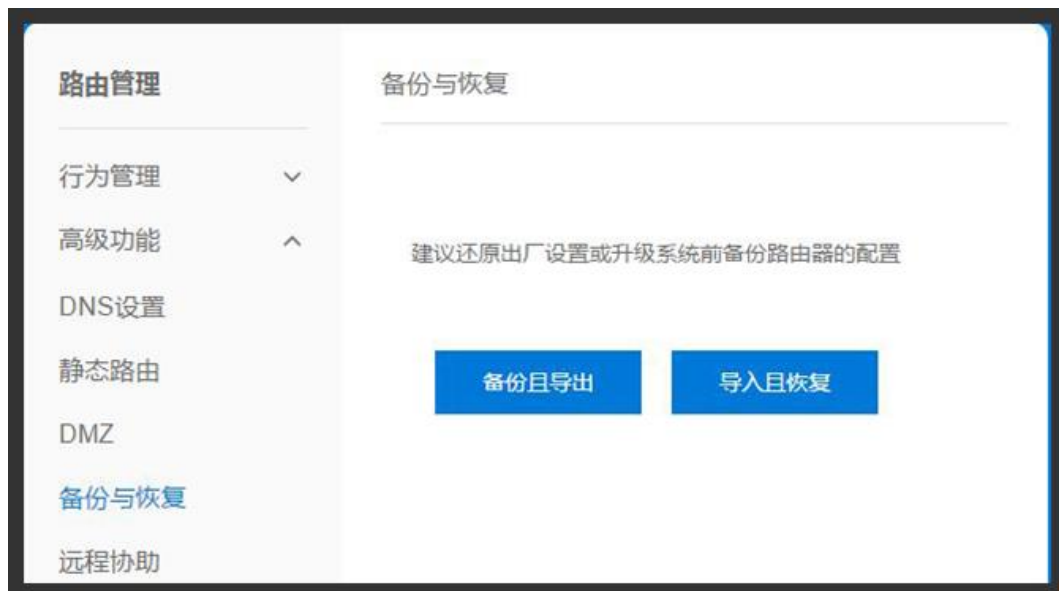 路由管理
行为管理
高级功能
DNS设置
静态路由
DMZ
备份与恢复
远程协助
备份与恢复
建议还原出厂设置或升级系统前备份路由器的配置
备份且导出
导入且恢复